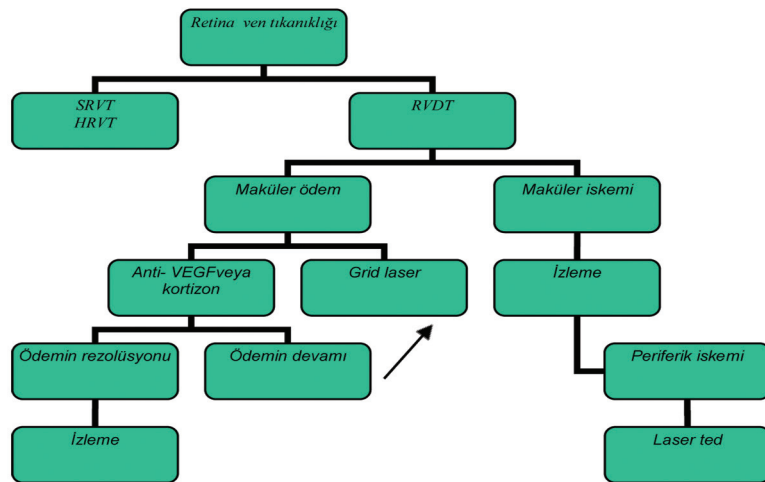 Retina ven tıkanıklığı
SRVT
HRVT
RVDT
Maküler ödem
Maküler iskemi
Anti- VEGFveya
kortizon
Grid laser
İzleme
Ödemin rezolüsyonu
Ödemin devamı
Periferik iskemi
İzleme
Laser ted